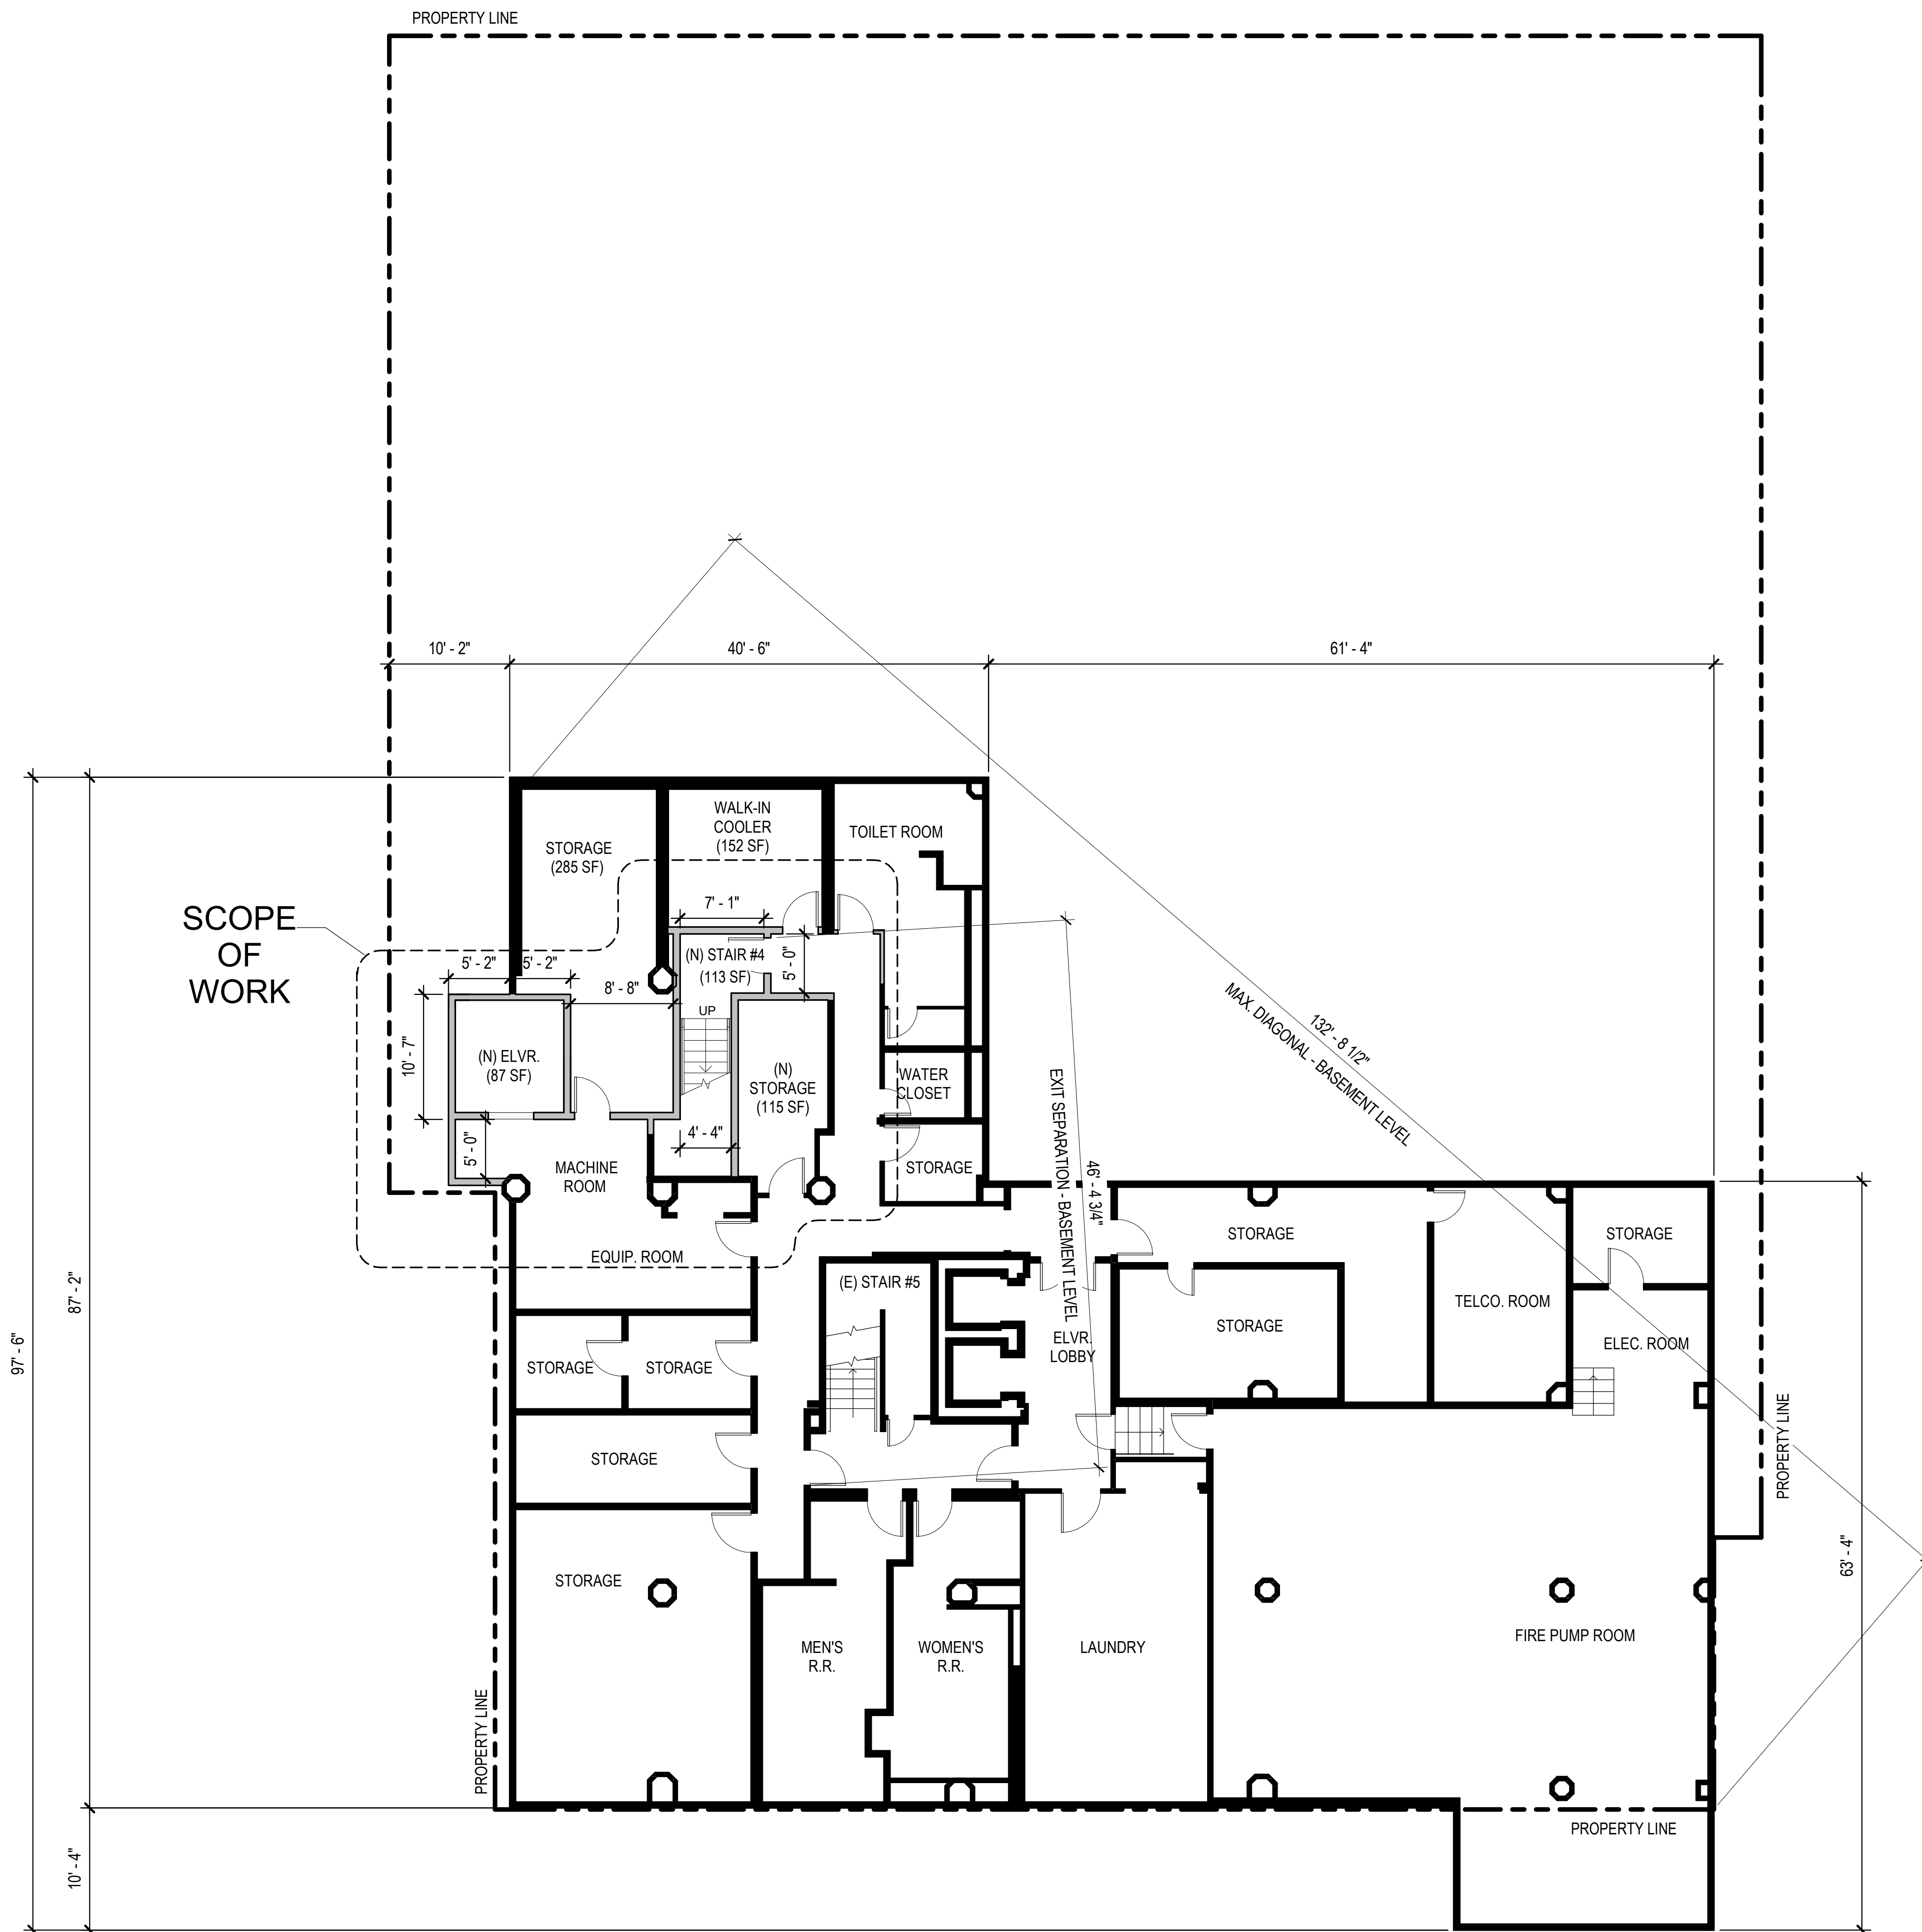 PROPERTY LINE
10' - 2"
40' - 6"
61' - 4"
WALK-IN
COOLER
(152 SF)
TOILET ROOM
STORAGE
(285 SF)
SCOPE
OF
WORK
7' - 1"
5' - 2"
5' - 2"
(N) STAIR #4
(113 SF)
5' - 0"
8' - 8"
UP
10' - 7"
(N) ELVR.
(87 SF)
(N)
STORAGE
(115 SF)
WATER
CLOSET
132' - 8 1/2"
MAX. DIAGONAL - BASEMENT LEVEL
46' - 4 3/4"
EXIT SEPARATION - BASEMENT LEVEL
5' - 0"
4' - 4"
MACHINE
ROOM
STORAGE
EQUIP. ROOM
STORAGE
STORAGE
(E) STAIR #5
TELCO. ROOM
STORAGE
ELVR.
LOBBY
ELEC. ROOM
STORAGE
STORAGE
87' - 2"
97' - 6"
STORAGE
PROPERTY LINE
63' - 4"
STORAGE
MEN'S
R.R.
WOMEN'S
R.R.
LAUNDRY
FIRE PUMP ROOM
PROPERTY LINE
PROPERTY LINE
10' - 4"